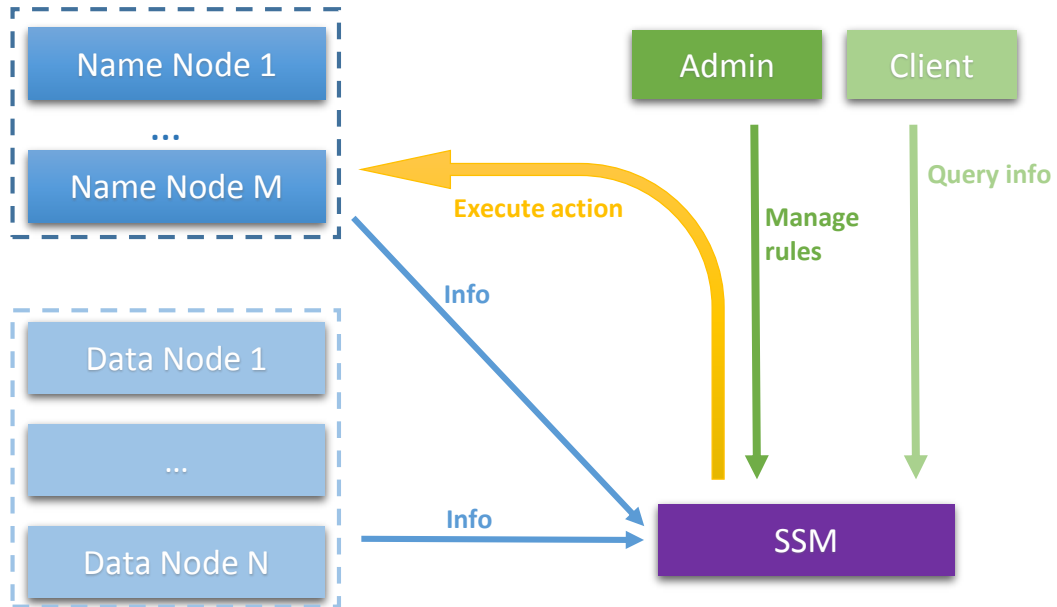 Name Node 1
...
Name Node M
Admin
Client
Query info
Execute action
Manage
rules
Info
Data Node 1
...
Data Node N
Info
SSM